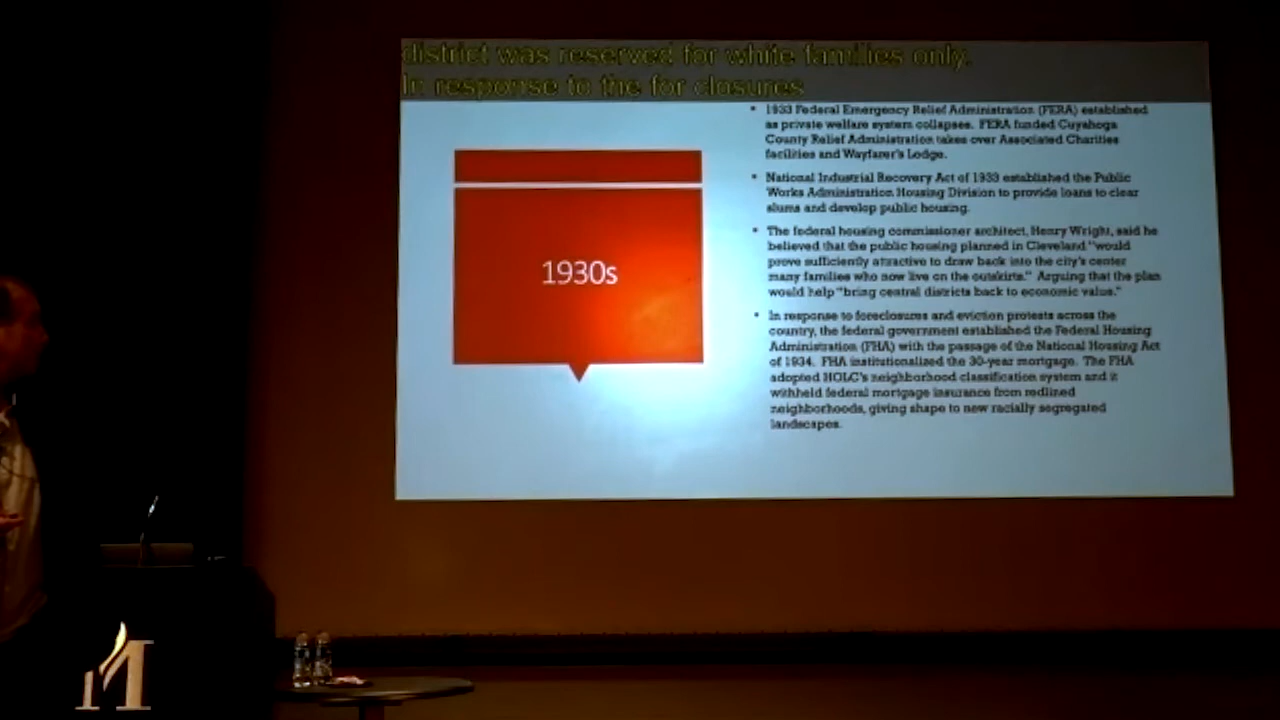 district was reserved for white families only.
In response to the for closures
1930s
• 1933 Federal Emergency Relief Administration (FERA) established
as private welfare system collapses. FERA funded Cuyahoga
County Relief Administration takes over Associated Charities
facilities and Wayfarer's Lodge.
• National Industrial Recovery Act of 1933 established the Public
Works Administration Housing Division to provide loans to clear
slums and develop public housing.
• The federal housing commissioner architect, Henry Wright, said he
believed that the public housing planned in Cleveland "would
prove sufficiently attractive to draw back into the city's center
many families who now live on the outskirts." Arguing that the plan
would help "bring central districts back to economic value."
• In response to foreclosures and eviction protests across the
country, the federal government established the Federal Housing
Administration (FHA) with the passage of the National Housing Act
of 1934. FHA institutionalized the 30-year mortgage. The FHA
adopted HOLC's neighborhood classification system and it
withheld federal mortgage insurance from redlined
neighborhoods, giving shape to new racially segregated
landscapes.
M